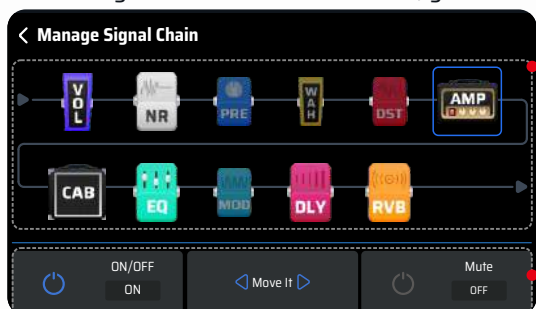 Manage Signal Chain
VOL NR PRE WAH DST AMP
CAB EQ MOD DLY RVB
ON/OFF
ON
Move It
Mute
OFF